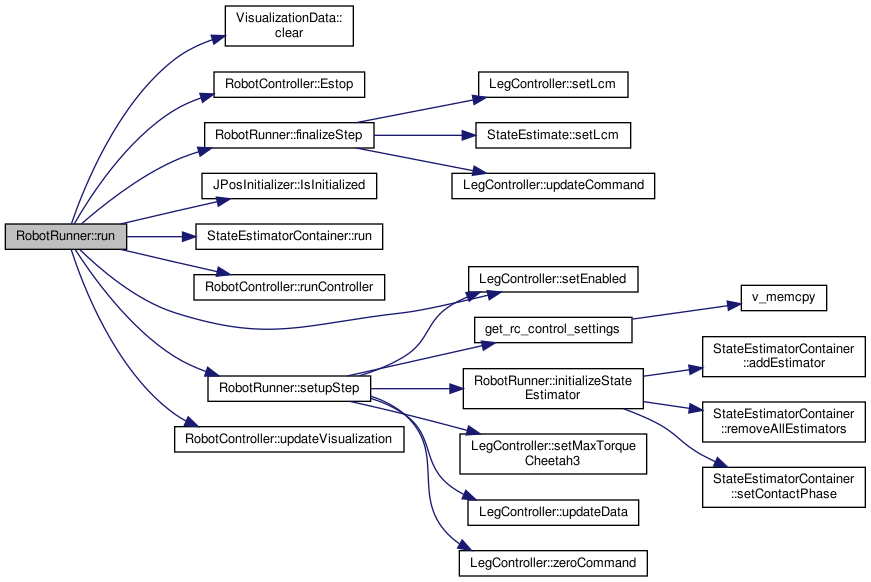 VisualizationData::
clear
RobotController::Estop
LegController::setLcm
RobotRunner::finalizeStep
StateEstimate::setLcm
JPosInitializer::IsInitialized
LegController::updateCommand
RobotRunner::run
StateEstimatorContainer::run
RobotController::runController
LegController::setEnabled
get_rc_control_settings
v_memcpy
RobotRunner::setupStep
RobotRunner::initializeState
Estimator
StateEstimatorContainer
::addEstimator
StateEstimatorContainer
::removeAllEstimators
RobotController::updateVisualization
LegController::setMaxTorque
Cheetah3
StateEstimatorContainer
::setContactPhase
LegController::updateData
LegController::zeroCommand